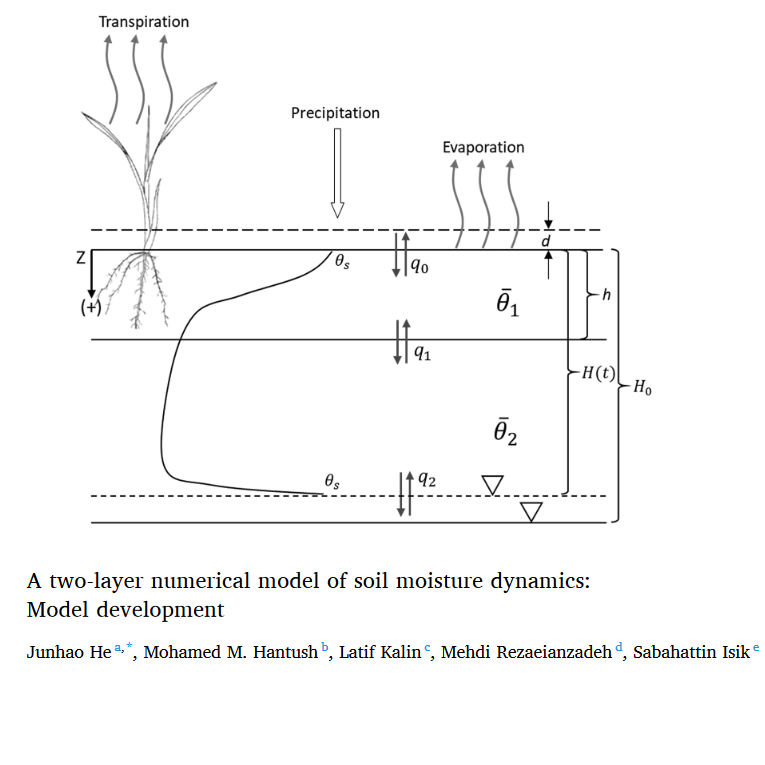 Transpiration
Precipitation
Evaporation
d
Z
θs
q0
θ̄1
h
(+)
q1
H(t)
H0
θ̄2
θs
q2
A two-layer numerical model of soil moisture dynamics:
Model development
Junhao He a,*, Mohamed M. Hantush b, Latif Kalin c, Mehdi Rezaeianzadeh d, Sabahattin Isik e